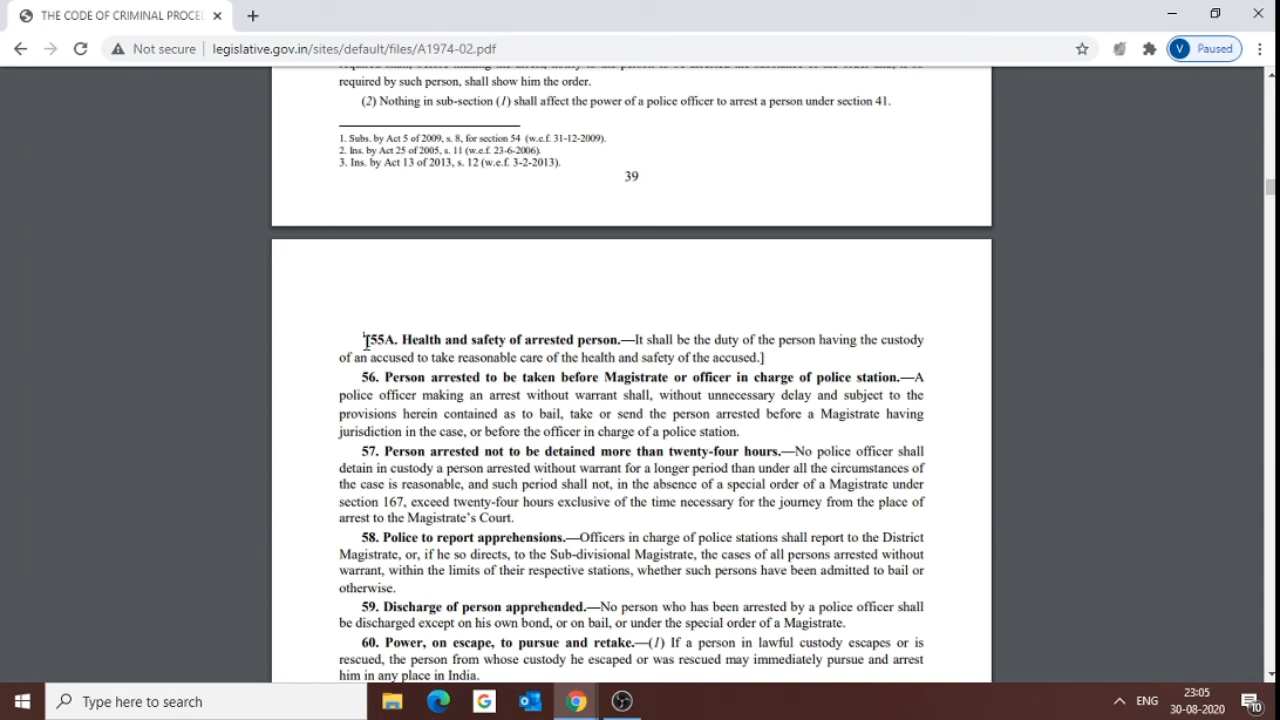 THE CODE OF CRIMINAL PROCE
Not secure | legislative.gov.in/sites/default/files/A1974-02.pdf
V Paused
required by such person, shall show him the order.
(2) Nothing in sub-section (1) shall affect the power of a police officer to arrest a person under section 41.
1. Subs. by Act 5 of 2009, s. 8, for section 54 (w.e.f. 31-12-2009).
2. Ins. by Act 25 of 2005, s. 11 (w.e.f. 23-6-2006).
3. Ins. by Act 13 of 2013, s. 12 (w.e.f. 3-2-2013).
39
[55A. Health and safety of arrested person.—It shall be the duty of the person having the custody
of an accused to take reasonable care of the health and safety of the accused.]
56. Person arrested to be taken before Magistrate or officer in charge of police station.—A
police officer making an arrest without warrant shall, without unnecessary delay and subject to the
provisions herein contained as to bail, take or send the person arrested before a Magistrate having
jurisdiction in the case, or before the officer in charge of a police station.
57. Person arrested not to be detained more than twenty-four hours.—No police officer shall
detain in custody a person arrested without warrant for a longer period than under all the circumstances of
the case is reasonable, and such period shall not, in the absence of a special order of a Magistrate under
section 167, exceed twenty-four hours exclusive of the time necessary for the journey from the place of
arrest to the Magistrate's Court.
58. Police to report apprehensions.—Officers in charge of police stations shall report to the District
Magistrate, or, if he so directs, to the Sub-divisional Magistrate, the cases of all persons arrested without
warrant, within the limits of their respective stations, whether such persons have been admitted to bail or
otherwise.
59. Discharge of person apprehended.—No person who has been arrested by a police officer shall
be discharged except on his own bond, or on bail, or under the special order of a Magistrate.
60. Power, on escape, to pursue and retake.—(1) If a person in lawful custody escapes or is
rescued, the person from whose custody he escaped or was rescued may immediately pursue and arrest
him in any place in India.
Type here to search
ENG
23:05
30-08-2020
10